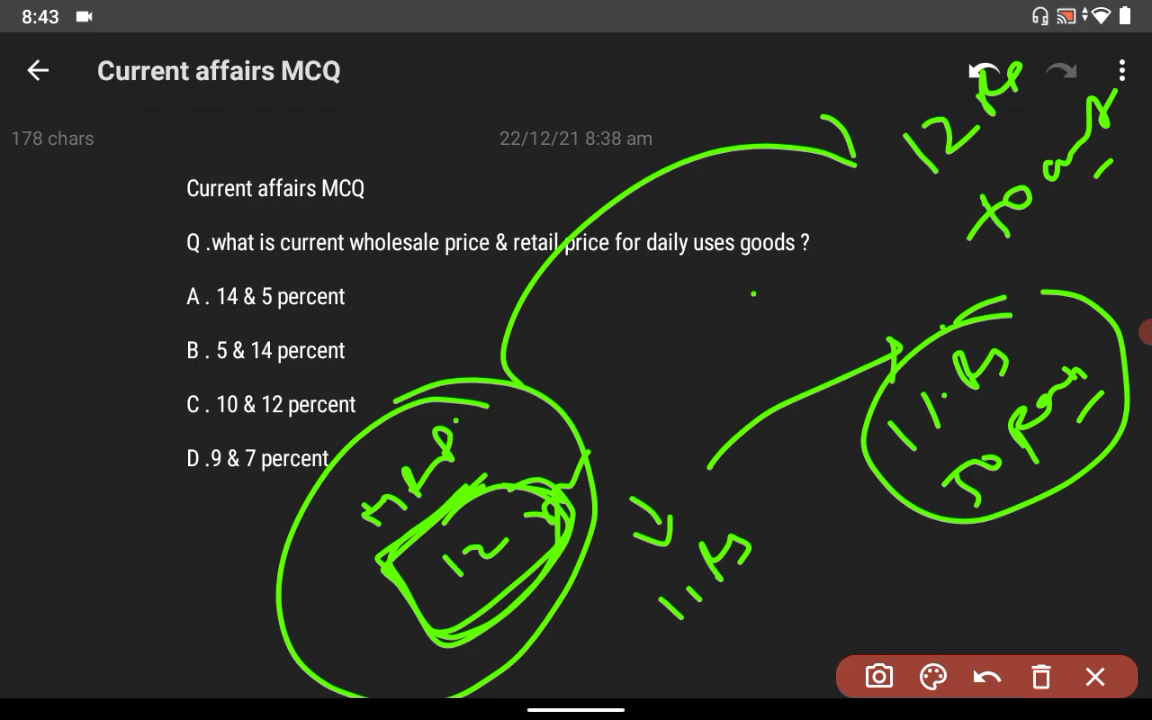 8:43
Current affairs MCQ
178 chars
22/12/21 8:38 am
Current affairs MCQ
Q .what is current wholesale price & retail price for daily uses goods ?
A . 14 & 5 percent
B . 5 & 14 percent
C . 10 & 12 percent
D .9 & 7 percent
12
12